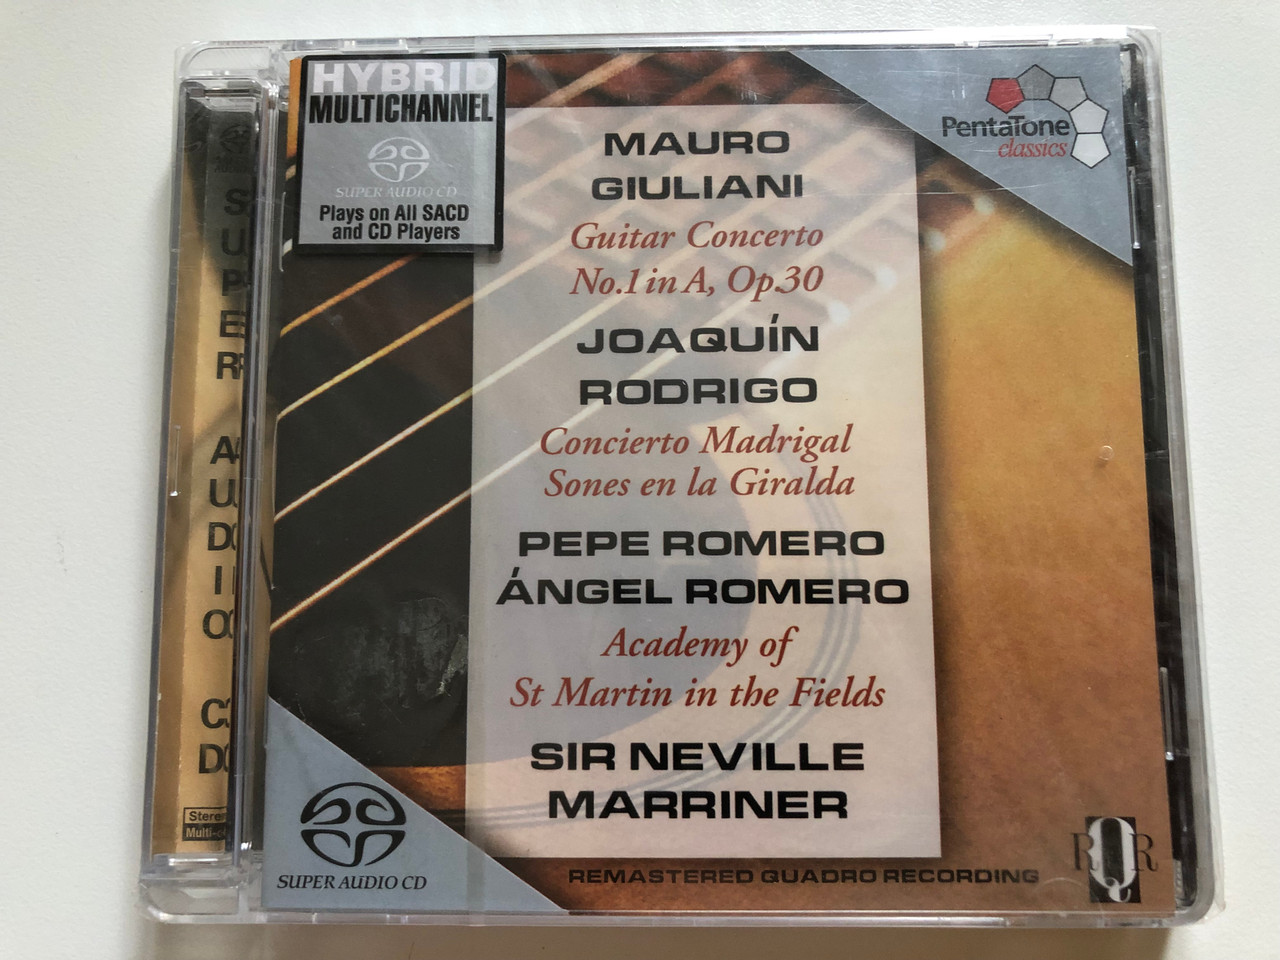 HYBRID
MULTICHANNEL
SUPER AUDIO CD
Plays on All SACD
and CD Players
PentaTone
classics
MAURO
GIULIANI
Guitar Concerto
No.1 in A, Op.30
JOAQUÍN
RODRIGO
Concierto Madrigal
Sones en la Giralda
PEPE ROMERO
ÁNGEL ROMERO
Academy of
St Martin in the Fields
SIR NEVILLE
MARRINER
SUPER AUDIO CD
REMASTERED QUADRO RECORDING
RQR